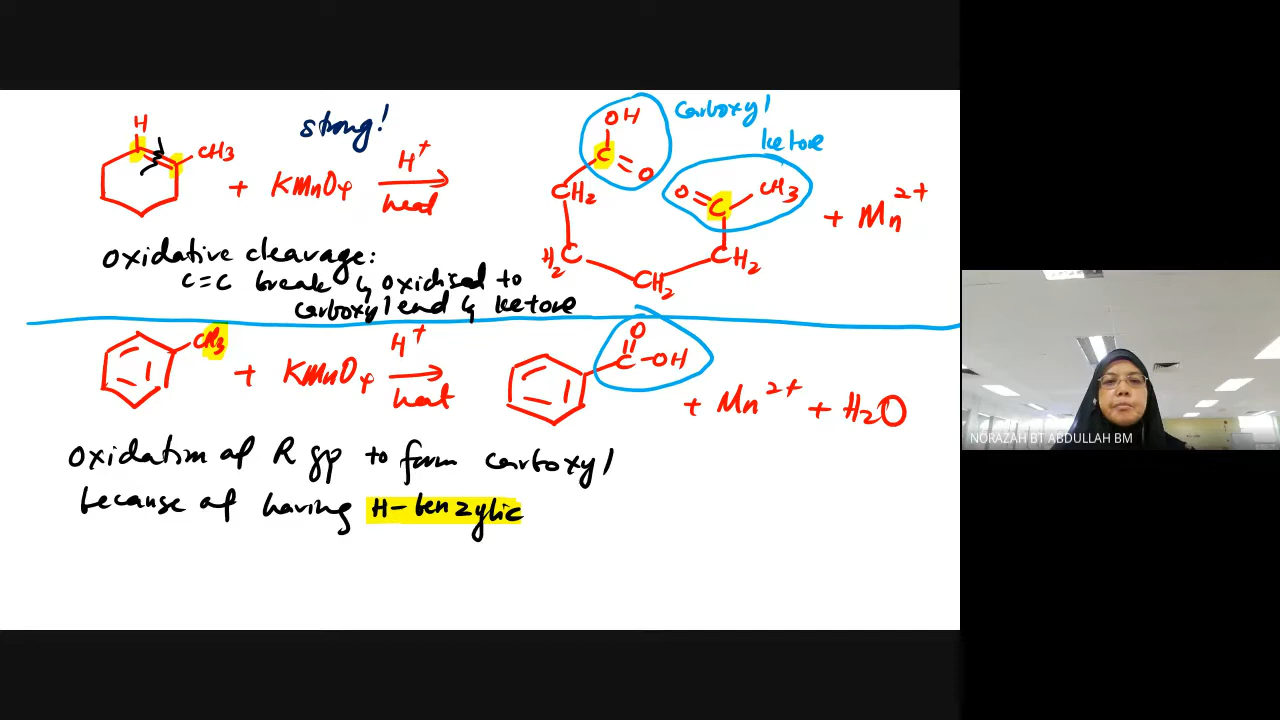 strong!
carboxyl
ketone
H
CH3
+ KMnO4
H+
heat
OH
C
O
CH2
H2C
CH2
CH2
O
C
CH3
+ Mn2+
Oxidative cleavage:
C=C break & oxidised to
carboxyl end & ketone
CH3
+ KMnO4
H+
heat
O
C-OH
+ Mn2+ + H2O
Oxidation of R gp to form carboxyl
because of having H-benzylic
NORAZAH BT ABDULLAH BM